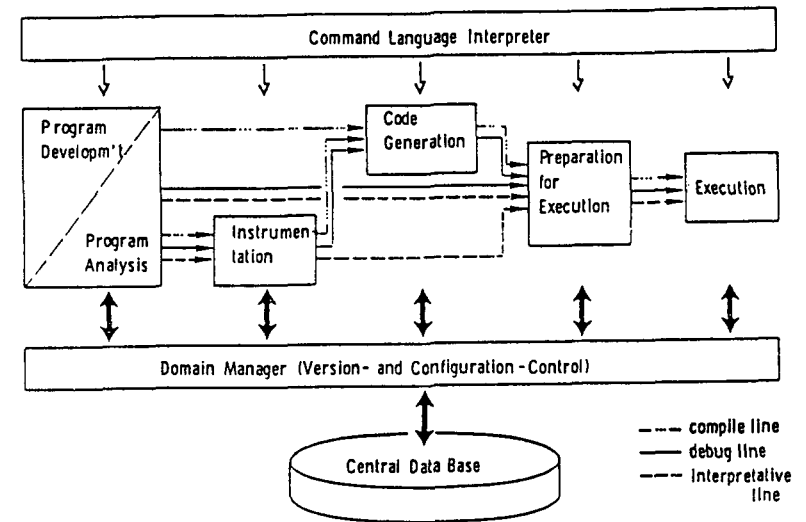 Command Language Interpreter
Program
Developm't
Program
Analysis
Instrumen-
tation
Code
Generation
Preparation
for
Execution
Execution
Domain Manager (Version- and Configuration-Control)
Central Data Base
compile line
debug line
interpretative
line